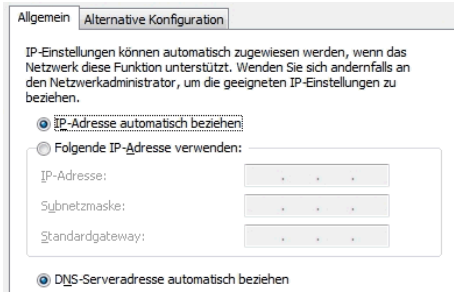 Allgemein Alternative Konfiguration
IP-Einstellungen können automatisch zugewiesen werden, wenn das
Netzwerk diese Funktion unterstützt. Wenden Sie sich andernfalls an
den Netzwerkadministrator, um die geeigneten IP-Einstellungen zu
beziehen.
IP-Adresse automatisch beziehen
Folgende IP-Adresse verwenden:
IP-Adresse:
Subnetzmaske:
Standardgateway:
DNS-Serveradresse automatisch beziehen